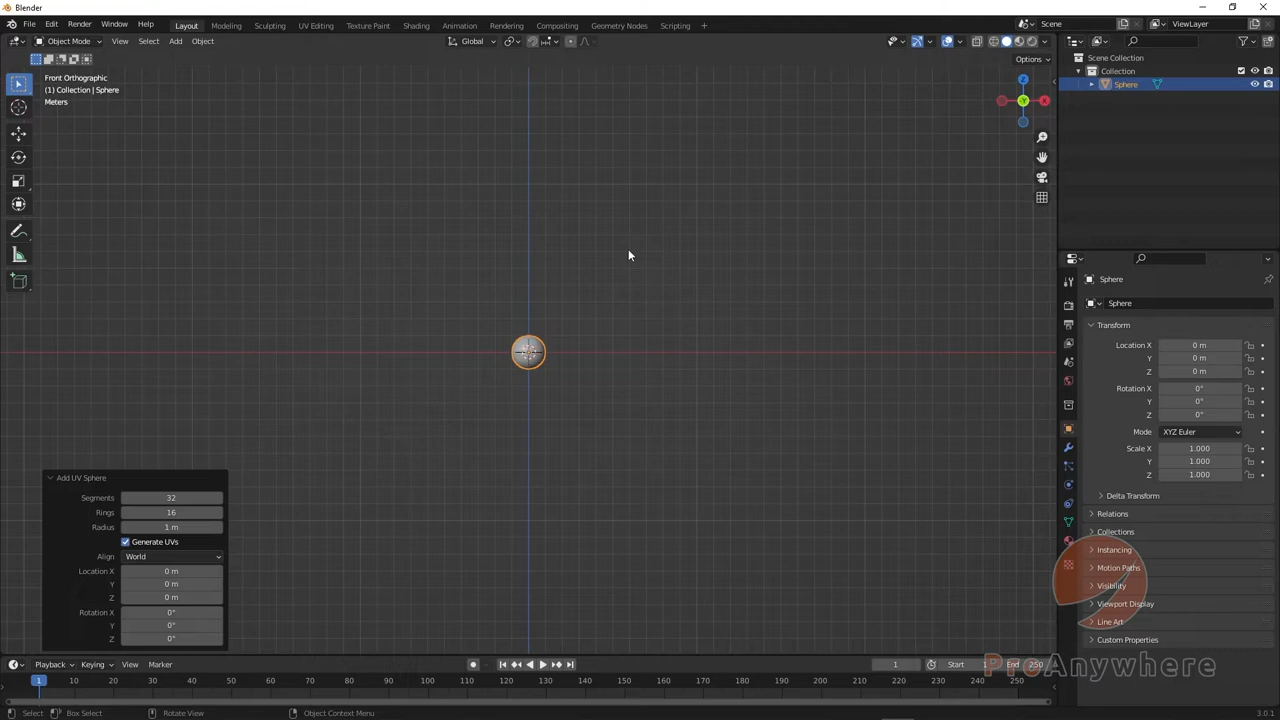 Blender
File Edit Render Window Help Layout Modeling Sculpting UV Editing Texture Paint Shading Animation Rendering Compositing Geometry Nodes Scripting + Scene ViewLayer
Object Mode View Select Add Object Global
Options
Front Orthographic
(1) Collection | Sphere
Meters
Z
Y
X
Scene Collection
Collection
Sphere
Sphere
Sphere
Transform
Location X 0 m
Y 0 m
Z 0 m
Rotation X 0°
Y 0°
Z 0°
Mode XYZ Euler
Scale X 1.000
Y 1.000
Z 1.000
Delta Transform
Relations
Collections
Instancing
Motion Paths
Visibility
Viewport Display
Line Art
Custom Properties
Add UV Sphere
Segments 32
Rings 16
Radius 1 m
Generate UVs
Align World
Location X 0 m
Y 0 m
Z 0 m
Rotation X 0°
Y 0°
Z 0°
Playback Keying View Marker 1 Start 1 End 250
ProAnywhere
1 10 20 30 40 50 60 70 80 90 100 110 120 130 140 150 160 170 180 190 200 210 220 230 240 250
Select Box Select Rotate View Object Context Menu 3.0.1